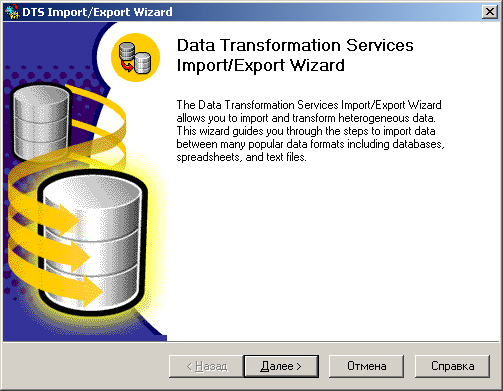 DTS Import/Export Wizard
Data Transformation Services
Import/Export Wizard
The Data Transformation Services Import/Export Wizard
allows you to import and transform heterogeneous data.
This wizard guides you through the steps to import data
between many popular data formats including databases,
spreadsheets, and text files.
< Назад
Далее >
Отмена
Справка